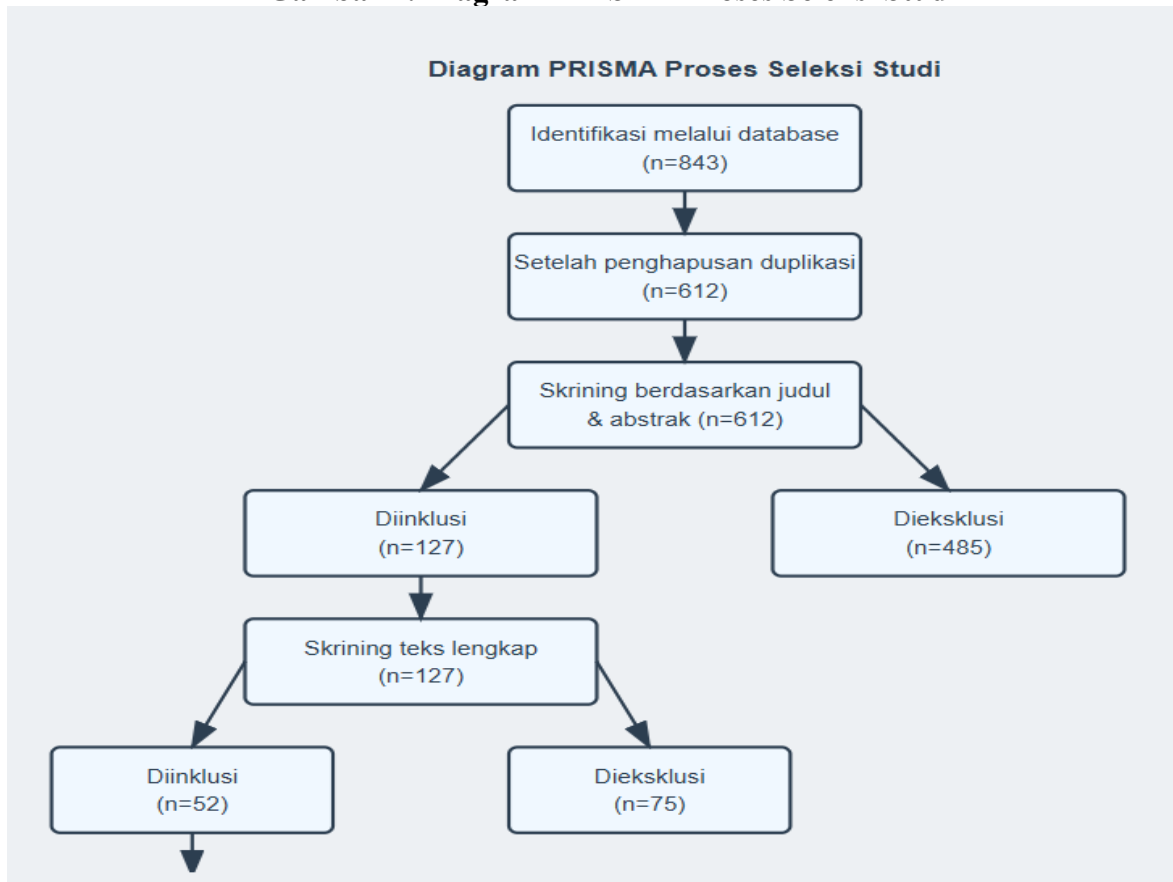 Diagram PRISMA Proses Seleksi Studi
Identifikasi melalui database
(n=843)
Setelah penghapusan duplikasi
(n=612)
Skrining berdasarkan judul
& abstrak (n=612)
Diinklusi
(n=127)
Dieksklusi
(n=485)
Skrining teks lengkap
(n=127)
Diinklusi
(n=52)
Dieksklusi
(n=75)